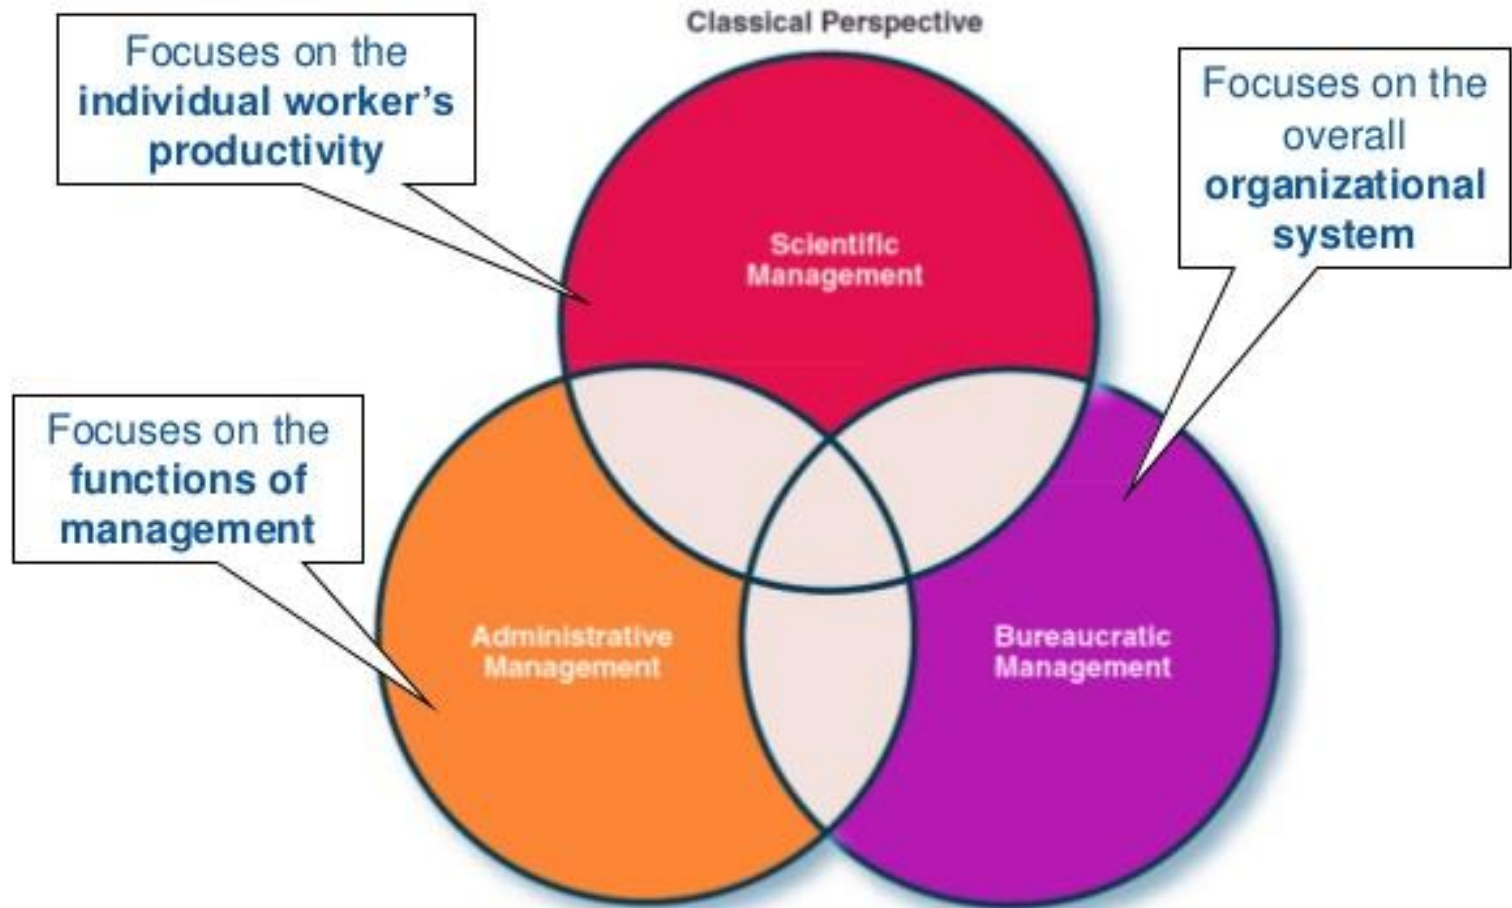 Classical Perspective
Focuses on the
individual worker's
productivity
Focuses on the
overall
organizational
system
Scientific
Management
Focuses on the
functions of
management
Administrative
Management
Bureaucratic
Management